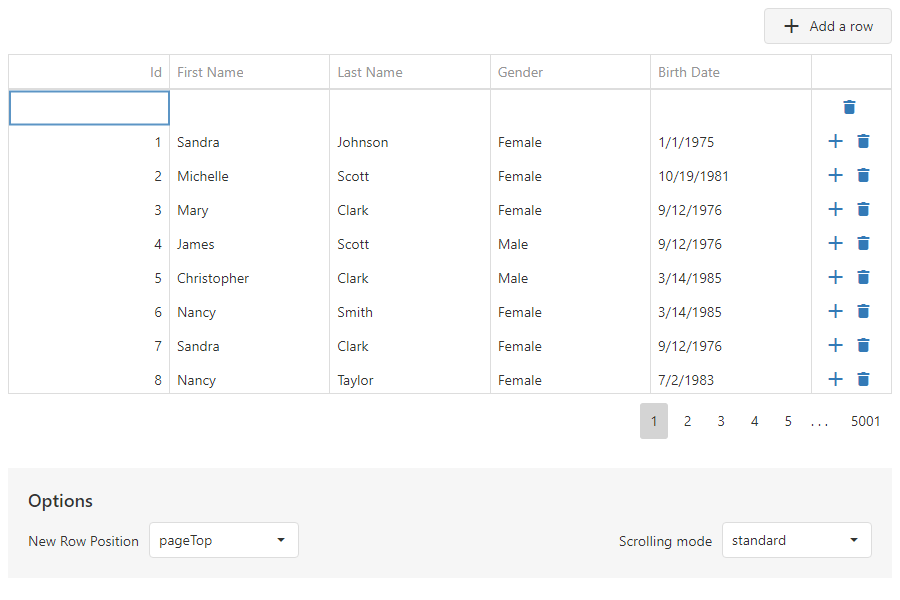 Add a row
Id First Name Last Name Gender Birth Date
1 Sandra Johnson Female 1/1/1975
2 Michelle Scott Female 10/19/1981
3 Mary Clark Female 9/12/1976
4 James Scott Male 9/12/1976
5 Christopher Clark Male 3/14/1985
6 Nancy Smith Female 3/14/1985
7 Sandra Clark Female 9/12/1976
8 Nancy Taylor Female 7/2/1983
1 2 3 4 5 ... 5001
Options
New Row Position pageTop Scrolling mode standard